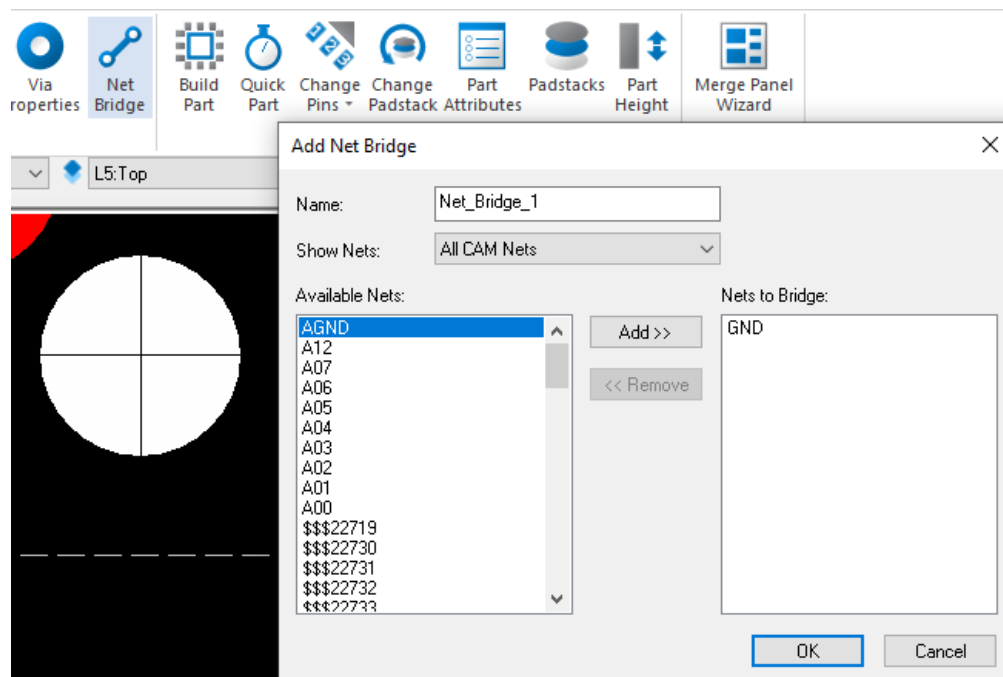 Via Net Build Quick Change Change Part Padstacks Part Merge Panel
roperties Bridge Part Part Pins Padstack Attributes Height Wizard
Add Net Bridge
L5:Top
Name: Net_Bridge_1
Show Nets: All CAM Nets
Available Nets: Nets to Bridge:
AGND Add >> GND
A12
A07
A06 << Remove
A05
A04
A03
A02
A01
A00
$$$22719
$$$22730
$$$22731
$$$22732
$$$22733
OK Cancel